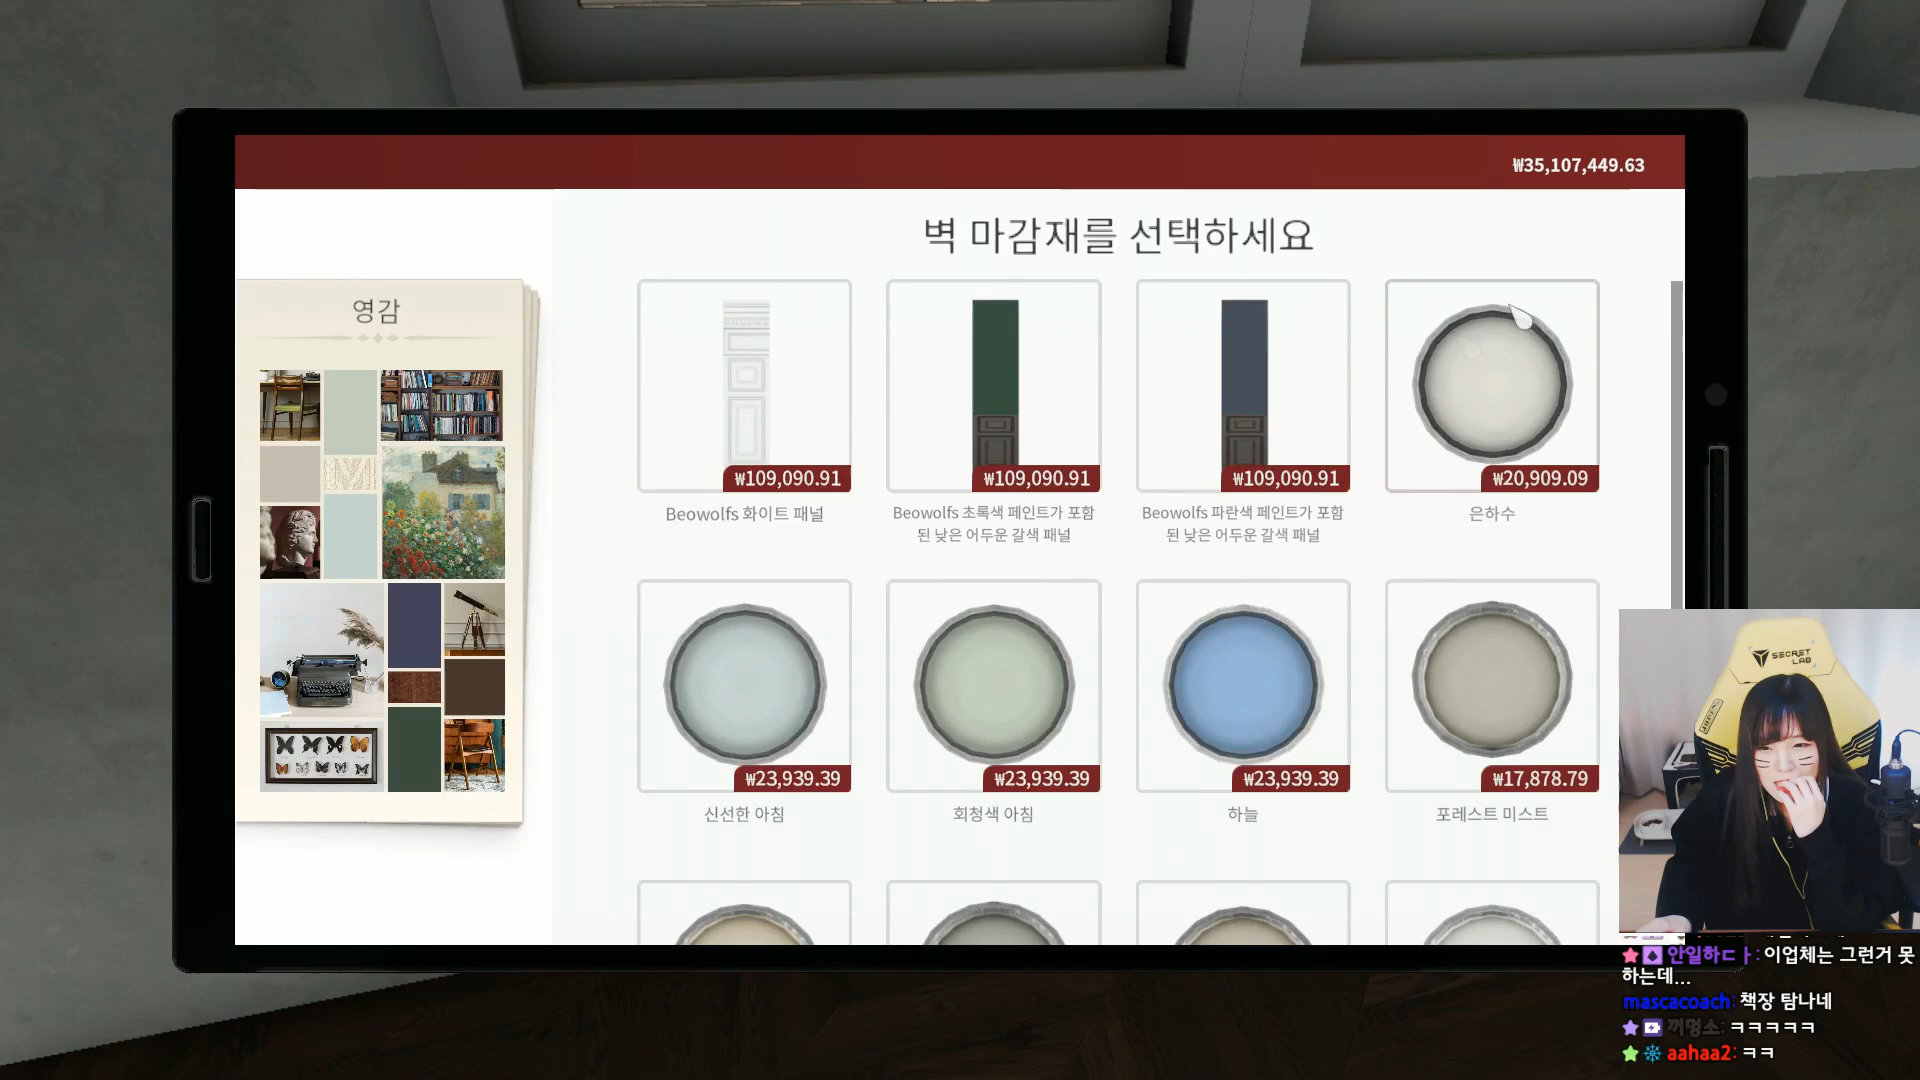 ₩35,107,449.63
벽 마감재를 선택하세요
영감
₩109,090.91
₩109,090.91
₩109,090.91
₩20,909.09
Beowolfs 화이트 패널
Beowolfs 초록색 페인트가 포함
된 낮은 어두운 갈색 패널
Beowolfs 파란색 페인트가 포함
된 낮은 어두운 갈색 패널
은하수
₩23,939.39
₩23,939.39
₩23,939.39
₩17,878.79
신선한 아침
회청색 아침
하늘
포레스트 미스트
SECRET
LAB
안일하ㄷㅏ: 이업체는 그런거 못
하는데...
mascacoach: 책장 탐나네
꺼멍소: ㅋㅋㅋㅋㅋ
aahaa2: ㅋㅋ